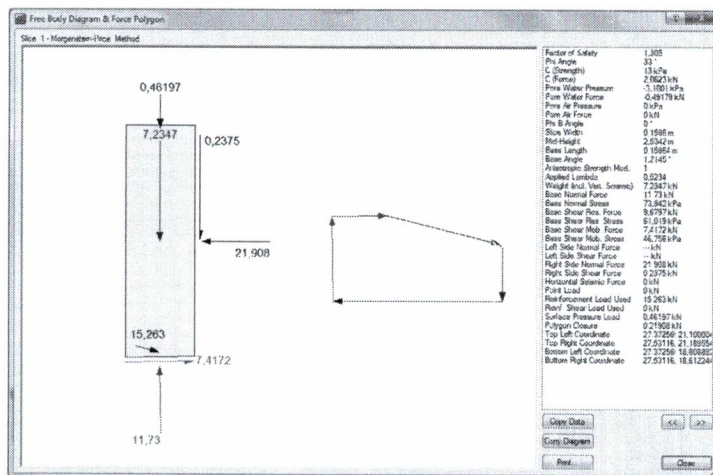 Free Body Diagram & Force Polygon
Slice 1 - Morgenstern-Price Method
0,46197
7,2347
0,2375
21,908
15,263
7,4172
11,73
Factor of Safety 1,305
Phi Angle 33 °
C (Strength) 13 kPa
C (Force) 2,0623 kN
Pore Water Pressure -3,1001 kPa
Pore Water Force -0,49179 kN
Pore Air Pressure 0 kPa
Pore Air Force 0 kN
Phi B Angle 0 °
Slice Width 0,1586 m
Mid-Height 2,5342 m
Base Length 0,15864 m
Base Angle 1,2145 °
Anisotropic Strength Mod. 1
Applied Lambda 0,5234
Weight (incl. Vert. Seismic) 7,2347 kN
Base Normal Force 11,73 kN
Base Normal Stress 73,942 kPa
Base Shear Res. Force 9,6797 kN
Base Shear Res. Stress 61,019 kPa
Base Shear Mob. Force 7,4172 kN
Base Shear Mob. Stress 46,756 kPa
Left Side Normal Force --- kN
Left Side Shear Force --- kN
Right Side Normal Force 21,908 kN
Right Side Shear Force 0,2375 kN
Horizontal Seismic Force 0 kN
Point Load 0 kN
Reinforcement Load Used 15,263 kN
Reinf. Shear Load Used 0 kN
Surface Pressure Load 0,46197 kN
Polygon Closure 0,21908 kN
Top Left Coordinate 27,37256;
Top Right Coordinate 27,53116;
Bottom Left Coordinate 27,37256;
Bottom Right Coordinate 27,53116;
Copy Data
<<
>>
Copy Diagram
Print...
Close